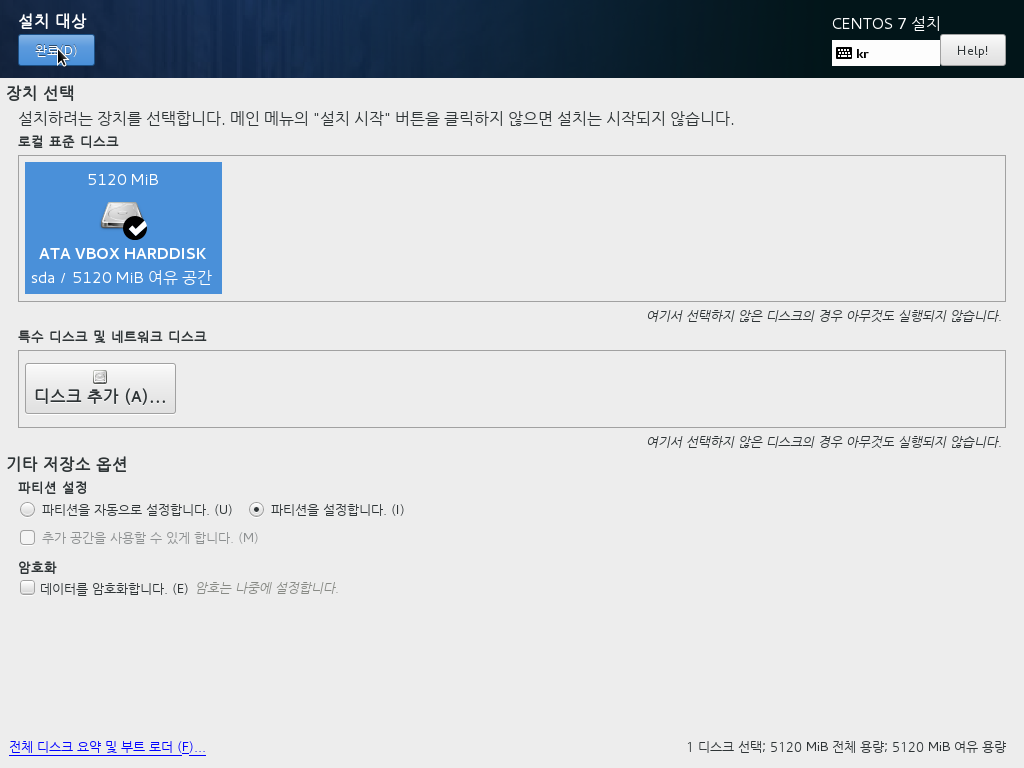 설치 대상
CENTOS 7 설치
완료(D)
kr
Help!
장치 선택
설치하려는 장치를 선택합니다. 메인 메뉴의 "설치 시작" 버튼을 클릭하지 않으면 설치는 시작되지 않습니다.
로컬 표준 디스크
5120 MiB
ATA VBOX HARDDISK
sda / 5120 MiB 여유 공간
여기서 선택하지 않은 디스크의 경우 아무것도 실행되지 않습니다.
특수 디스크 및 네트워크 디스크
디스크 추가 (A)...
여기서 선택하지 않은 디스크의 경우 아무것도 실행되지 않습니다.
기타 저장소 옵션
파티션 설정
파티션을 자동으로 설정합니다. (U) 파티션을 설정합니다. (I)
추가 공간을 사용할 수 있게 합니다. (M)
암호화
데이터를 암호화합니다. (E) 암호는 나중에 설정합니다.
전체 디스크 요약 및 부트 로더 (F)...
1 디스크 선택; 5120 MiB 전체 용량; 5120 MiB 여유 용량